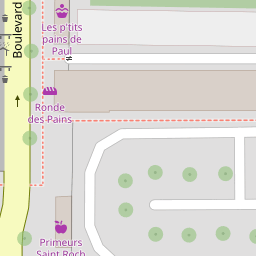 Boulevard
Les p'tits
pains de
Paul
Ronde
des Pains
Primeurs
Saint Roch